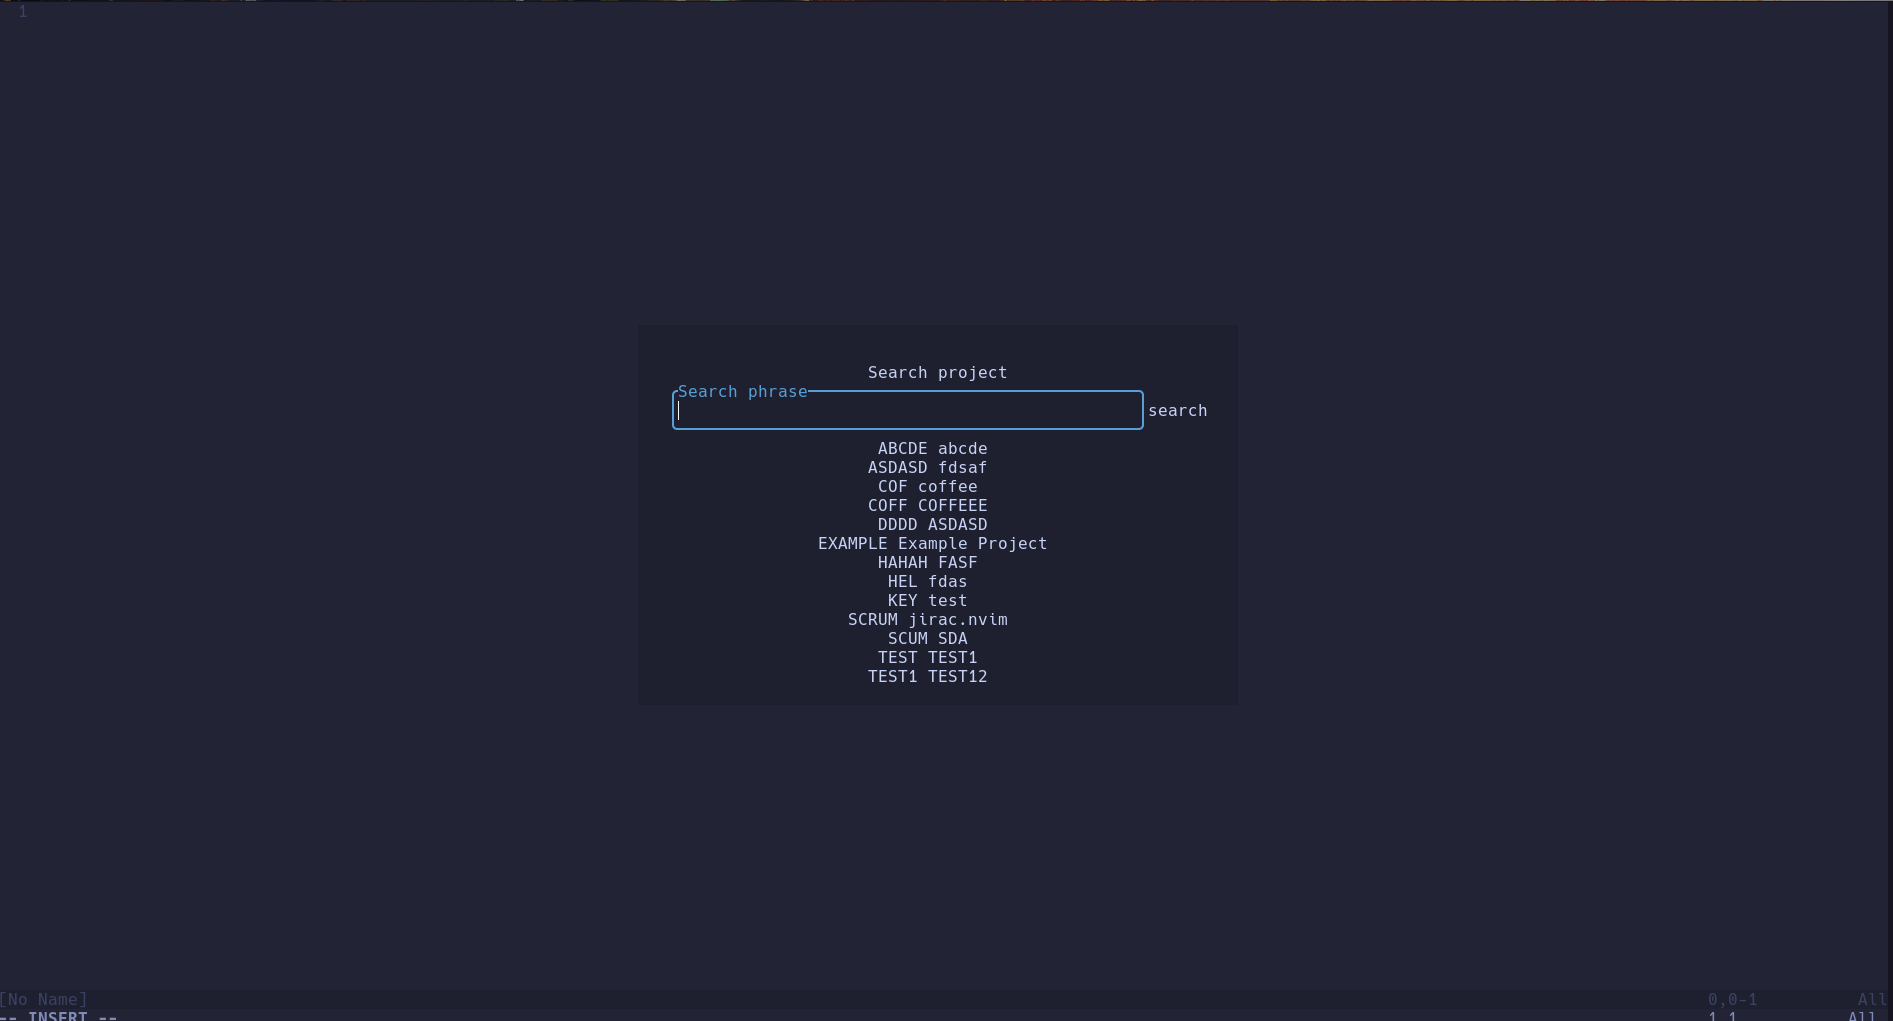 1
Search project
Search phrase
search
ABCDE abcde
ASDASD fdsaf
COF coffee
COFF COFFEEE
DDDD ASDASD
EXAMPLE Example Project
HAHAH FASF
HEL fdas
KEY test
SCRUM jirac.nvim
SCUM SDA
TEST TEST1
TEST1 TEST12
[No Name] 0,0-1 All
-- INSERT -- 1,1 All